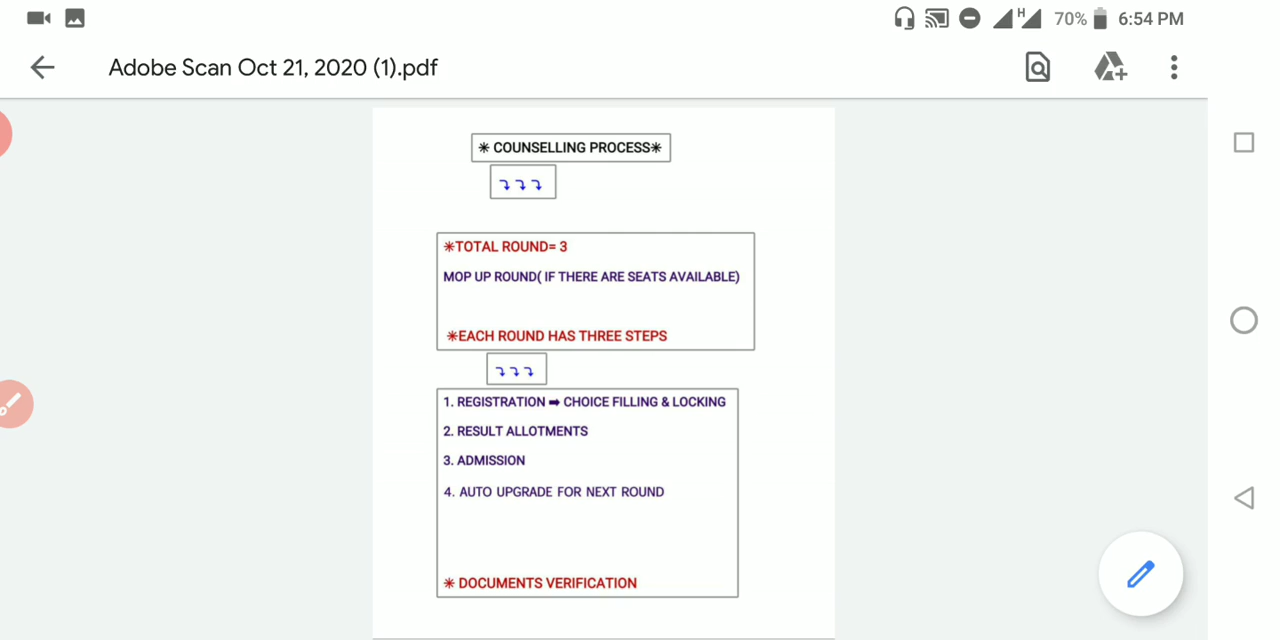 H 70% 6:54 PM
Adobe Scan Oct 21, 2020 (1).pdf
✳ COUNSELLING PROCESS✳
✳TOTAL ROUND= 3
MOP UP ROUND( IF THERE ARE SEATS AVAILABLE)
✳EACH ROUND HAS THREE STEPS
1. REGISTRATION ➡ CHOICE FILLING & LOCKING
2. RESULT ALLOTMENTS
3. ADMISSION
4. AUTO UPGRADE FOR NEXT ROUND
✳ DOCUMENTS VERIFICATION